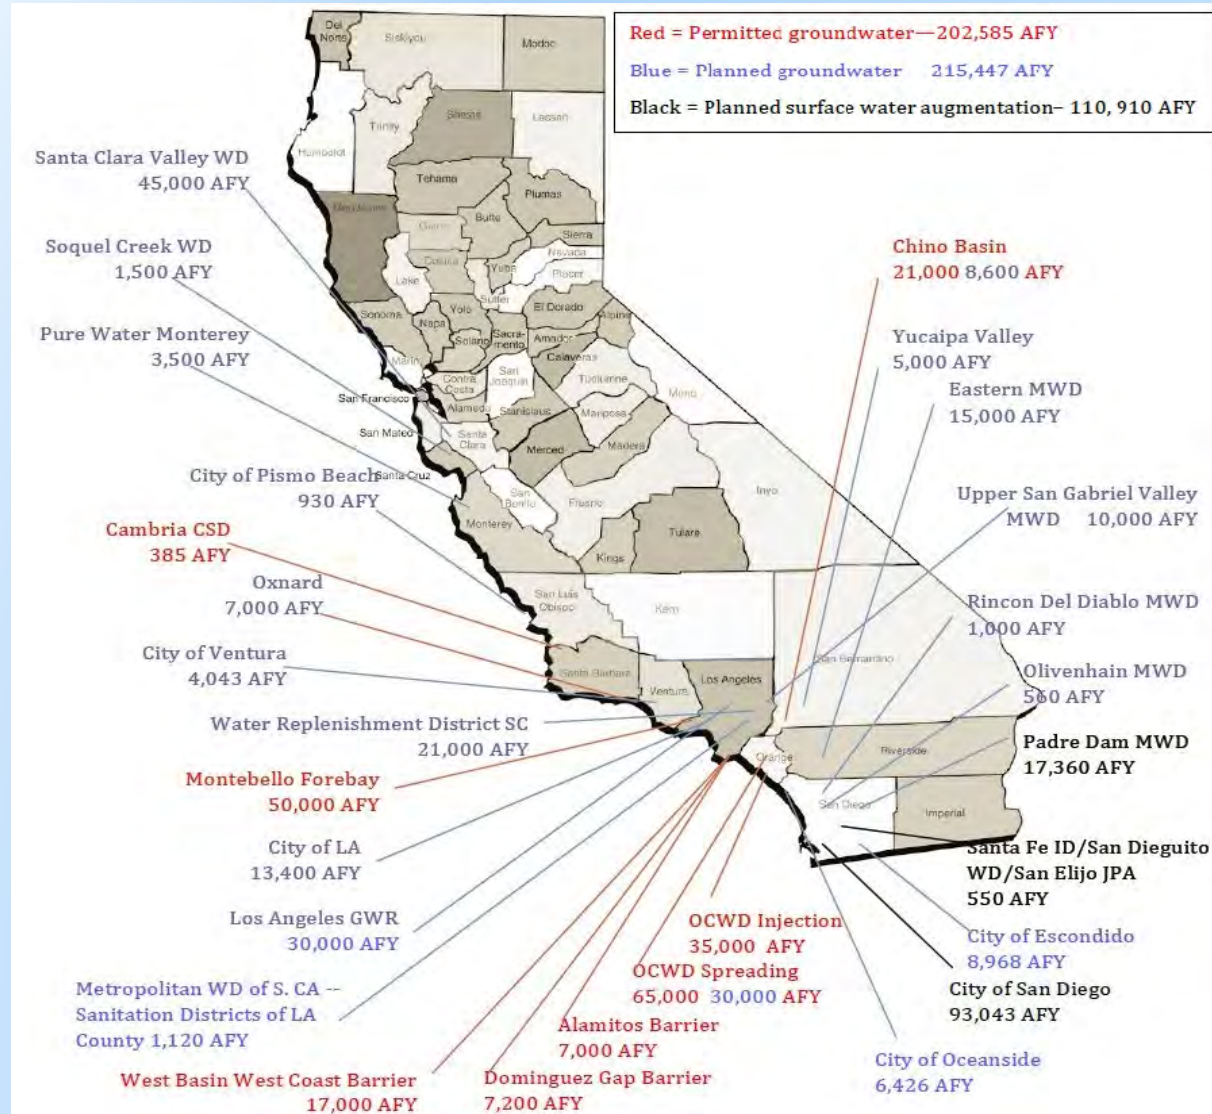 Red = Permitted groundwater—202,585 AFY
Blue = Planned groundwater 215,447 AFY
Black = Planned surface water augmentation– 110, 910 AFY
Santa Clara Valley WD
45,000 AFY
Soquel Creek WD
1,500 AFY
Pure Water Monterey
3,500 AFY
City of Pismo Beach
930 AFY
Cambria CSD
385 AFY
Oxnard
7,000 AFY
City of Ventura
4,043 AFY
Water Replenishment District SC
21,000 AFY
Montebello Forebay
50,000 AFY
City of LA
13,400 AFY
Los Angeles GWR
30,000 AFY
Metropolitan WD of S. CA --
Sanitation Districts of LA
County 1,120 AFY
West Basin West Coast Barrier
17,000 AFY
Dominguez Gap Barrier
7,200 AFY
Alamitos Barrier
7,000 AFY
OCWD Spreading
65,000 30,000 AFY
OCWD Injection
35,000 AFY
Chino Basin
21,000 8,600 AFY
Yucaipa Valley
5,000 AFY
Eastern MWD
15,000 AFY
Upper San Gabriel Valley
MWD 10,000 AFY
Rincon Del Diablo MWD
1,000 AFY
Olivenhain MWD
560 AFY
Padre Dam MWD
17,360 AFY
Santa Fe ID/San Dieguito
WD/San Elijo JPA
550 AFY
City of Escondido
8,968 AFY
City of San Diego
93,043 AFY
City of Oceanside
6,426 AFY
Del
Norte
Siskiyou
Modoc
Humboldt
Trinity
Shasta
Lassen
Tehama
Plumas
Mendocino
Glenn
Butte
Sierra
Nevada
Placer
Lake
Colusa
Yuba
Sutter
El Dorado
Sonoma
Napa
Yolo
Solano
Sacra-
mento
Amador
Alpine
Calaveras
Marin
Contra
Costa
San
Joaquin
Tuolumne
Mono
San Francisco
Alameda
Stanislaus
Mariposa
San Mateo
Santa
Clara
Merced
Madera
Santa Cruz
San
Benito
Fresno
Inyo
Monterey
Kings
Tulare
San Luis
Obispo
Kern
San Bernardino
Santa Barbara
Ventura
Los Angeles
Orange
Riverside
San Diego
Imperial